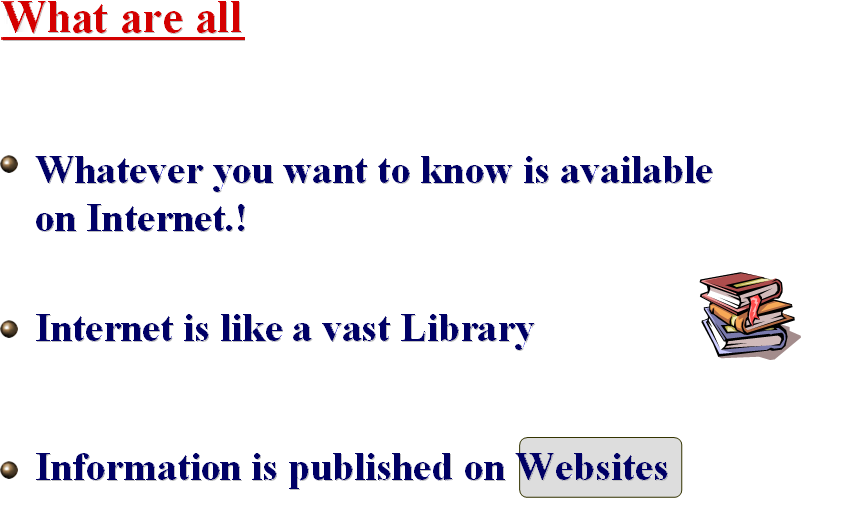 What are all
Whatever you want to know is available
on Internet.!
Internet is like a vast Library
Information is published on Websites